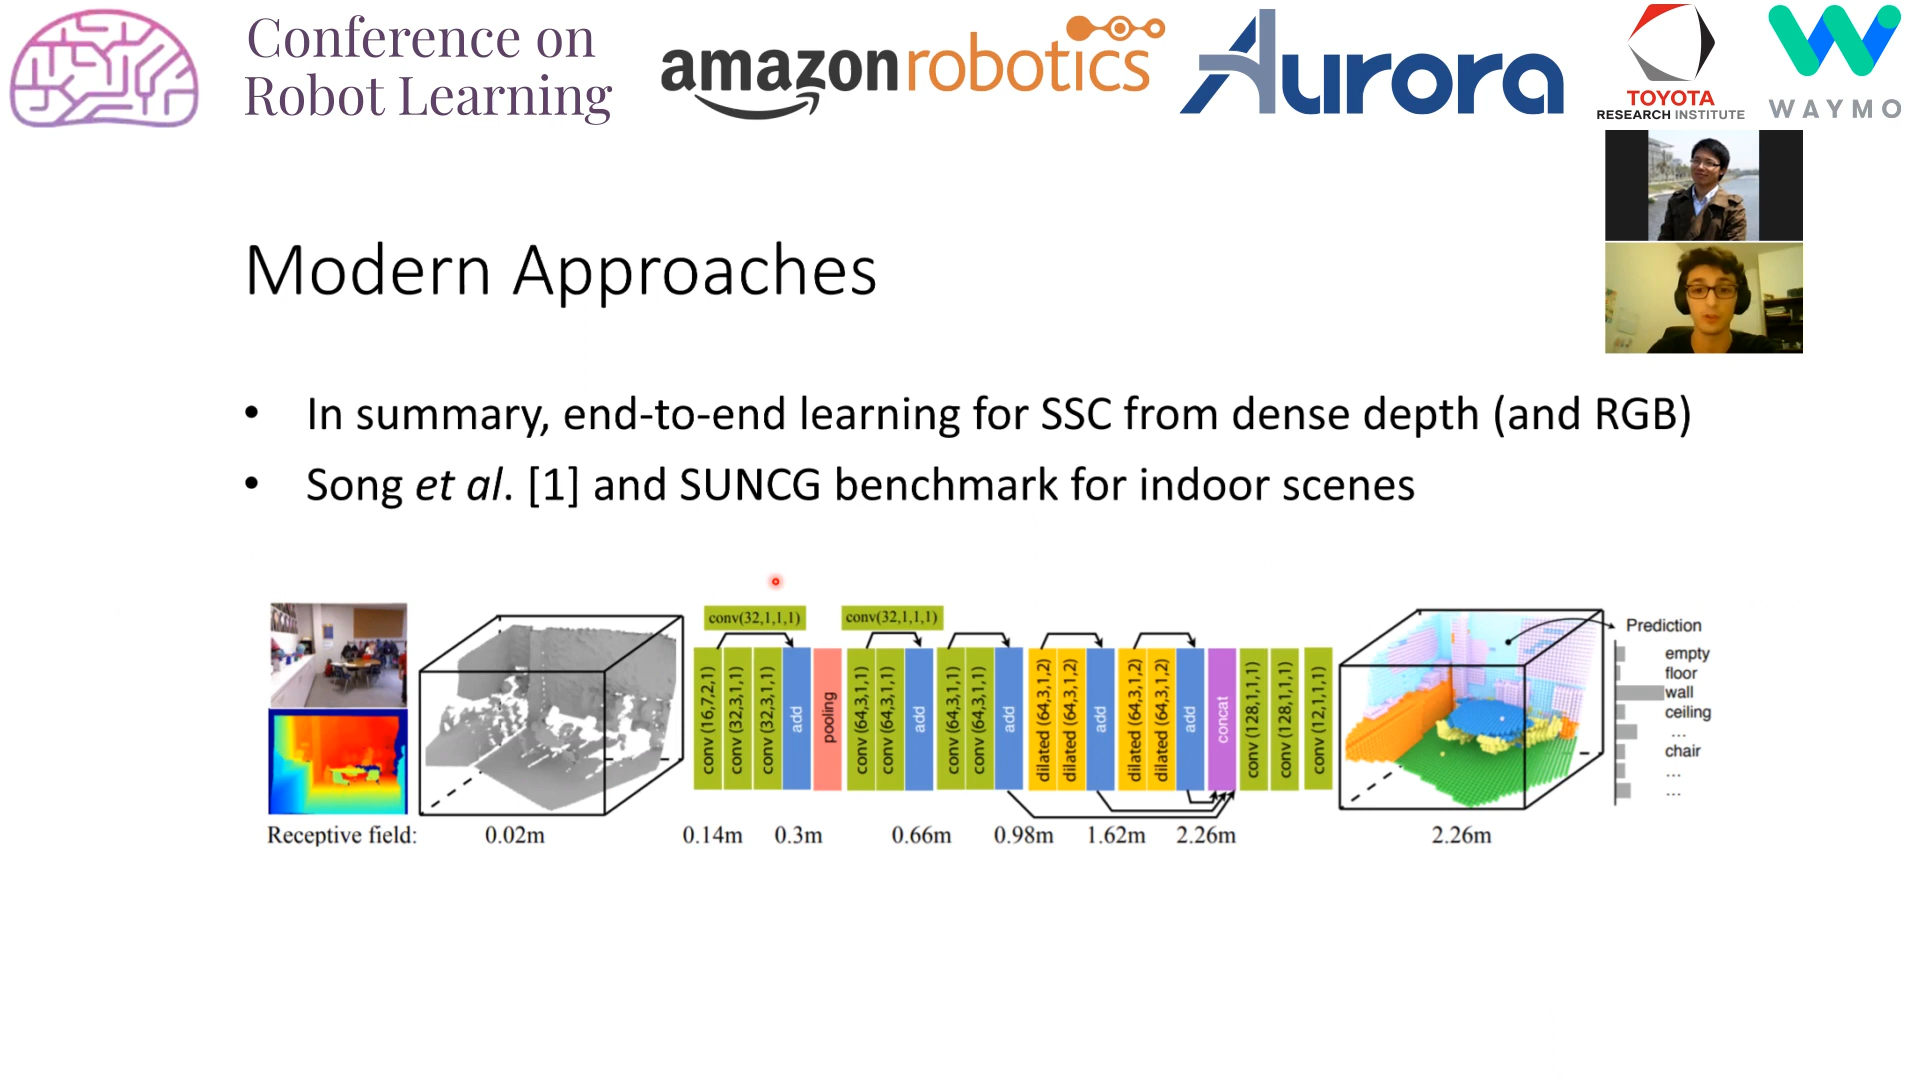 Conference on
Robot Learning
amazonrobotics
Aurora
TOYOTA
RESEARCH INSTITUTE
WAYMO
Modern Approaches
• In summary, end-to-end learning for SSC from dense depth (and RGB)
• Song et al. [1] and SUNCG benchmark for indoor scenes
conv(32,1,1,1)
conv(32,1,1,1)
conv (16,7,2,1)
conv (32,3,1,1)
conv (32,3,1,1)
add
pooling
conv (64,3,1,1)
conv (64,3,1,1)
add
conv (64,3,1,1)
conv (64,3,1,1)
add
dilated (64,3,1,2)
dilated (64,3,1,2)
add
dilated (64,3,1,2)
dilated (64,3,1,2)
add
concat
conv (128,1,1,1)
conv (128,1,1,1)
conv (12,1,1,1)
Prediction
empty
floor
wall
ceiling
...
chair
...
...
Receptive field: 0.02m 0.14m 0.3m 0.66m 0.98m 1.62m 2.26m 2.26m